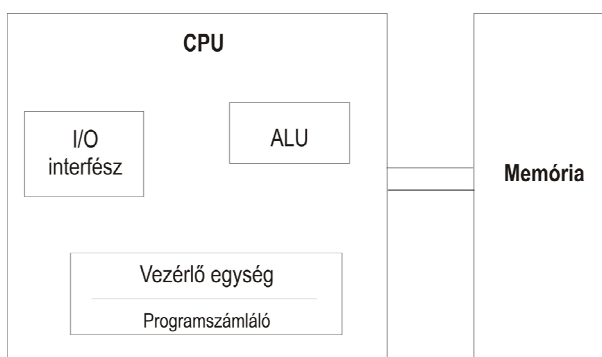 CPU
I/O
interfész
ALU
Memória
Vezérlő egység
Programszámláló